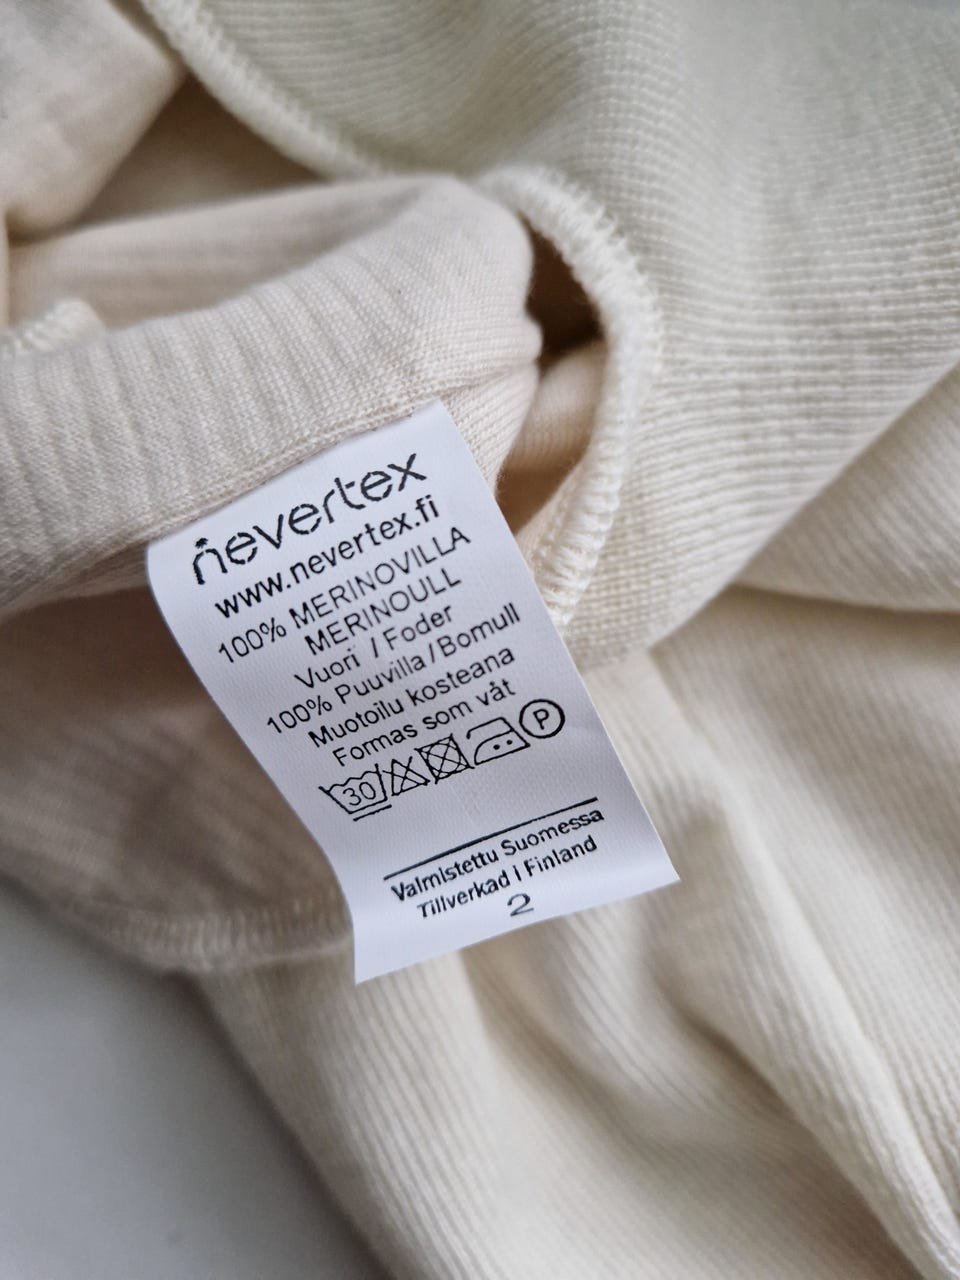 nevertex
www.nevertex.fi
100% MERINOVILLA
MERINOULL
Vuori / Foder
100% Puuvilla / Bomull
Muotoilu kosteana
Formas som våt
30 P
Valmistettu Suomessa
Tillverkad i Finland
2